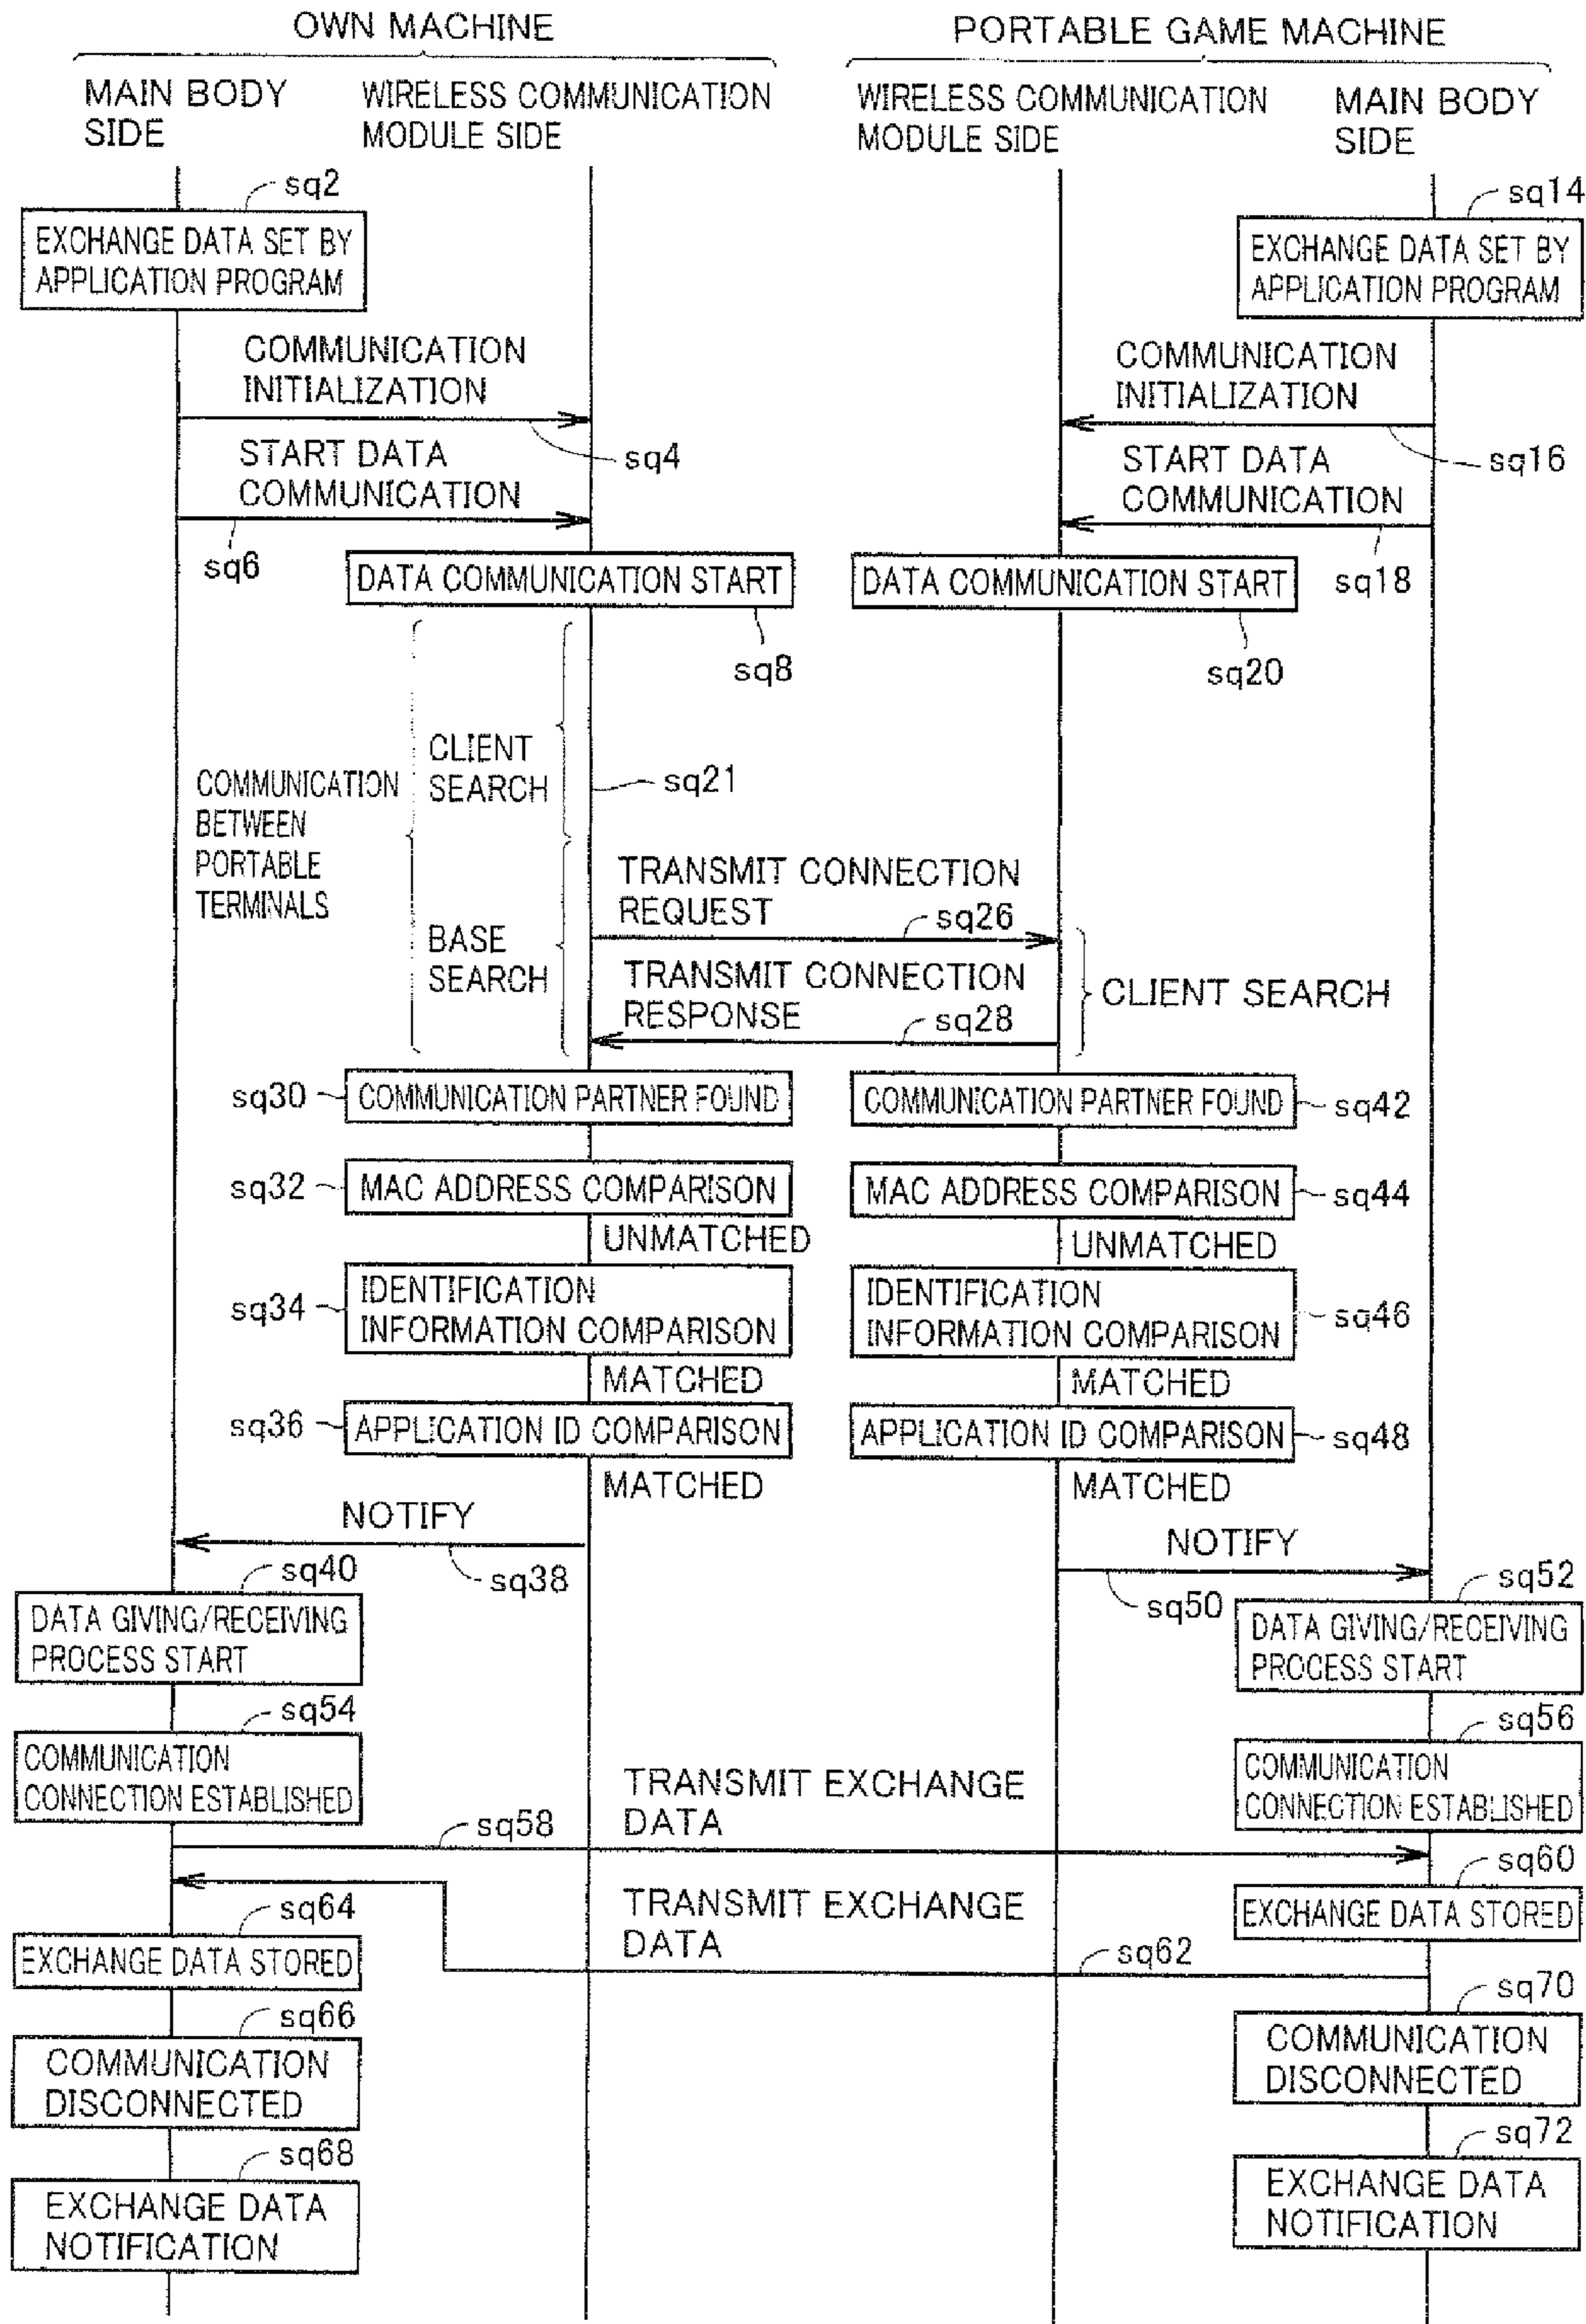 OWN MACHINE
PORTABLE GAME MACHINE
MAIN BODY
SIDE
WIRELESS COMMUNICATION
MODULE SIDE
WIRELESS COMMUNICATION
MODULE SIDE
MAIN BODY
SIDE
sq2
EXCHANGE DATA SET BY
APPLICATION PROGRAM
sq14
EXCHANGE DATA SET BY
APPLICATION PROGRAM
COMMUNICATION
INITIALIZATION
sq4
COMMUNICATION
INITIALIZATION
sq16
START DATA
COMMUNICATION
sq6
START DATA
COMMUNICATION
sq18
DATA COMMUNICATION START
sq8
DATA COMMUNICATION START
sq20
COMMUNICATION
BETWEEN
PORTABLE
TERMINALS
CLIENT
SEARCH
sq21
BASE
SEARCH
TRANSMIT CONNECTION
REQUEST
sq26
TRANSMIT CONNECTION
RESPONSE
sq28
CLIENT SEARCH
sq30
COMMUNICATION PARTNER FOUND
COMMUNICATION PARTNER FOUND
sq42
sq32
MAC ADDRESS COMPARISON
MAC ADDRESS COMPARISON
sq44
UNMATCHED
UNMATCHED
sq34
IDENTIFICATION
INFORMATION COMPARISON
IDENTIFICATION
INFORMATION COMPARISON
sq46
MATCHED
MATCHED
sq36
APPLICATION ID COMPARISON
APPLICATION ID COMPARISON
sq48
MATCHED
MATCHED
NOTIFY
sq38
NOTIFY
sq50
sq40
DATA GIVING/RECEIVING
PROCESS START
sq52
DATA GIVING/RECEIVING
PROCESS START
sq54
COMMUNICATION
CONNECTION ESTABLISHED
sq56
COMMUNICATION
CONNECTION ESTABLISHED
TRANSMIT EXCHANGE
DATA
sq58
sq60
EXCHANGE DATA STORED
TRANSMIT EXCHANGE
DATA
sq62
sq64
EXCHANGE DATA STORED
sq66
COMMUNICATION
DISCONNECTED
sq70
COMMUNICATION
DISCONNECTED
sq68
EXCHANGE DATA
NOTIFICATION
sq72
EXCHANGE DATA
NOTIFICATION